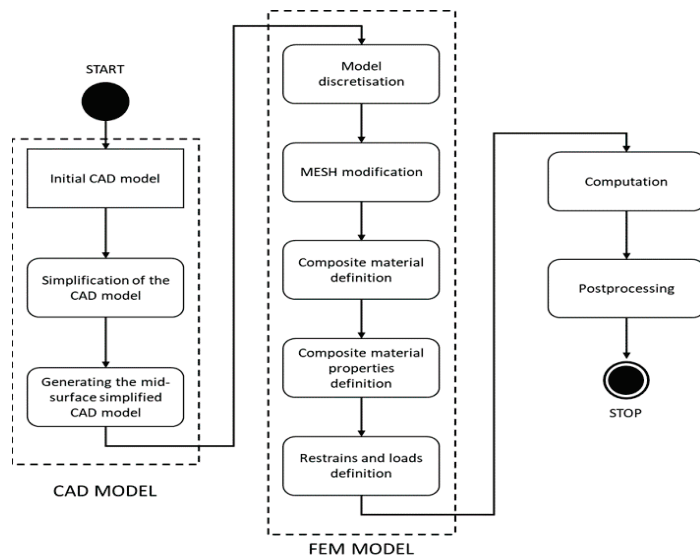 START
Initial CAD model
Simplification of the
CAD model
Generating the mid-
surface simplified
CAD model
CAD MODEL
Model
discretisation
MESH modification
Composite material
definition
Composite material
properties
definition
Restrains and loads
definition
FEM MODEL
Computation
Postprocessing
STOP